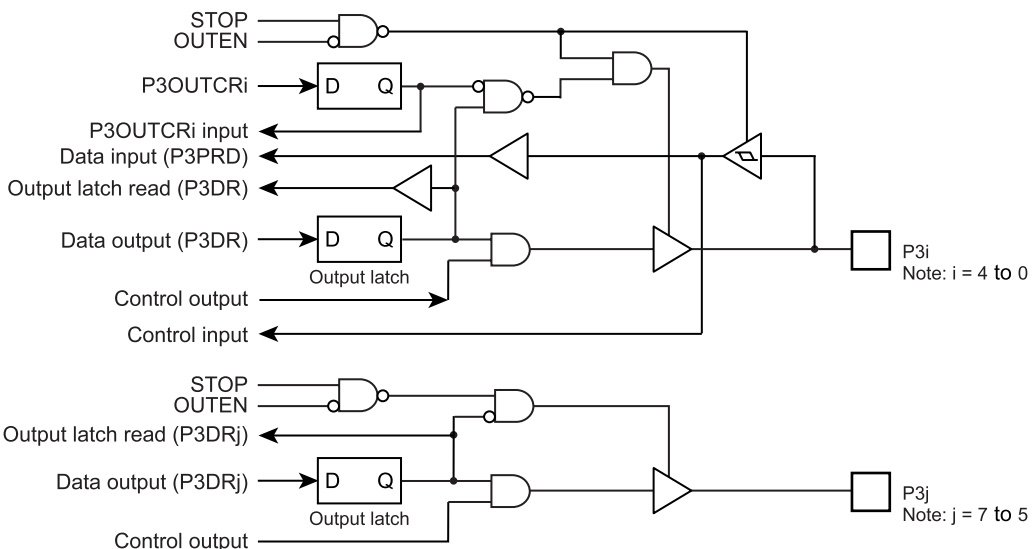 STOP
OUTEN
P3OUTCRi
D Q
P3OUTCRi input
Data input (P3PRD)
Output latch read (P3DR)
Data output (P3DR)
D Q
Output latch
P3i
Note: i = 4 to 0
Control output
Control input
STOP
OUTEN
Output latch read (P3DRj)
Data output (P3DRj)
D Q
Output latch
P3j
Note: j = 7 to 5
Control output